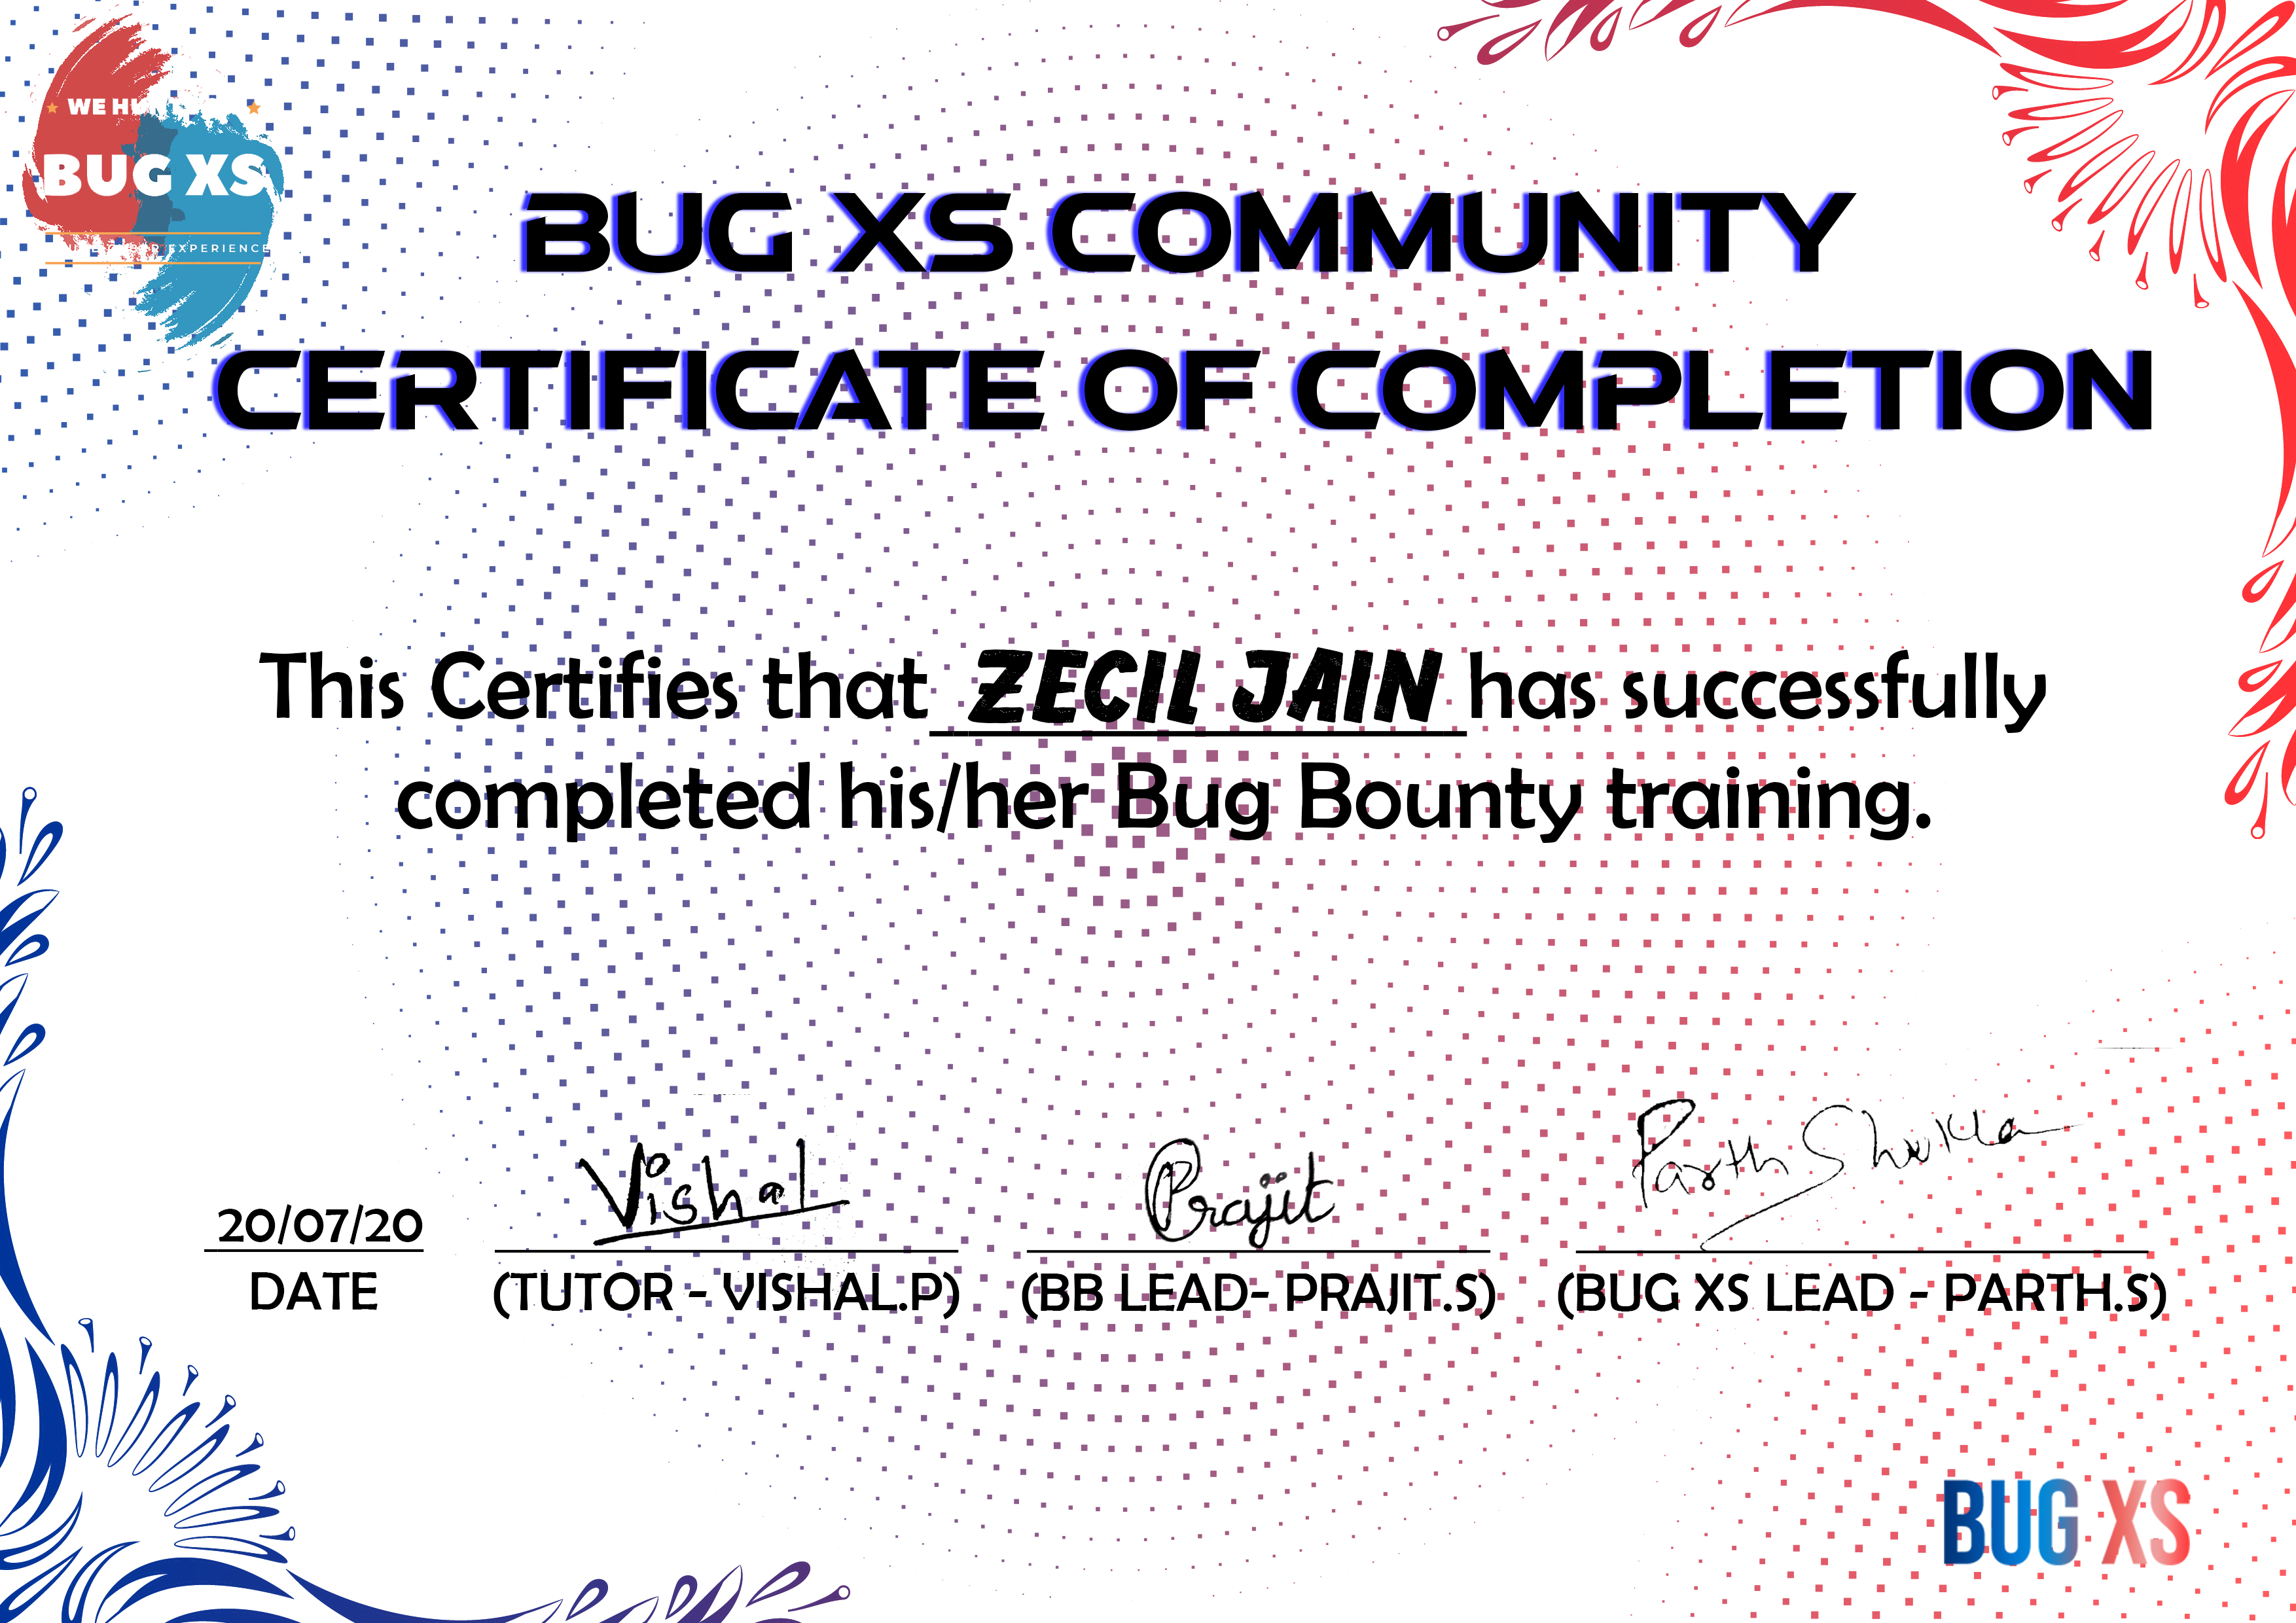 WE
BUG XS
EXPERIENCE
BUG XS COMMUNITY
CERTIFICATE OF COMPLETION
This Certifies that ZECIL JAIN has successfully
completed his/her Bug Bounty training.
20/07/20 Vishal Prajit Parth Shukla
DATE (TUTOR - VISHAL.P) (BB LEAD- PRAJIT.S) (BUG XS LEAD - PARTH.S)
BUG XS